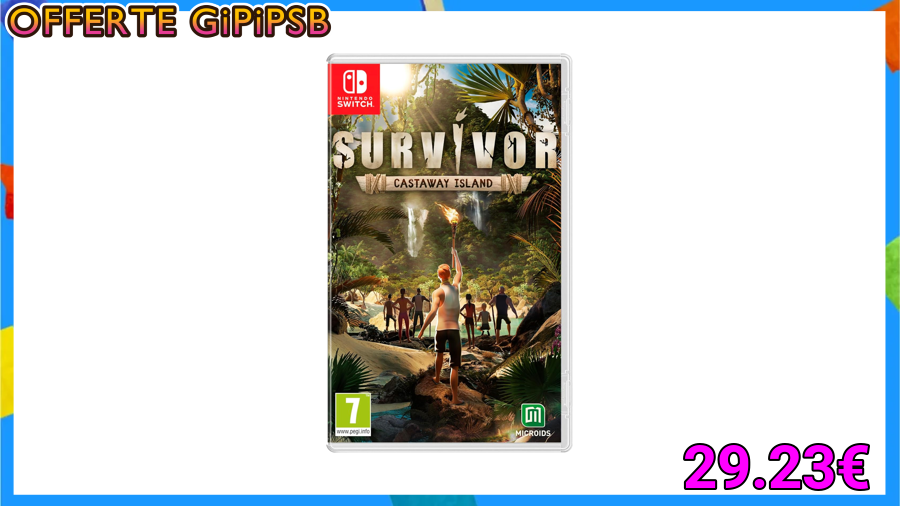 OFFERTE GiPiPSB
NINTENDO
SWITCH.
SURVIVOR
CASTAWAY ISLAND
7
www.pegi.info
MICROIDS
29.23€